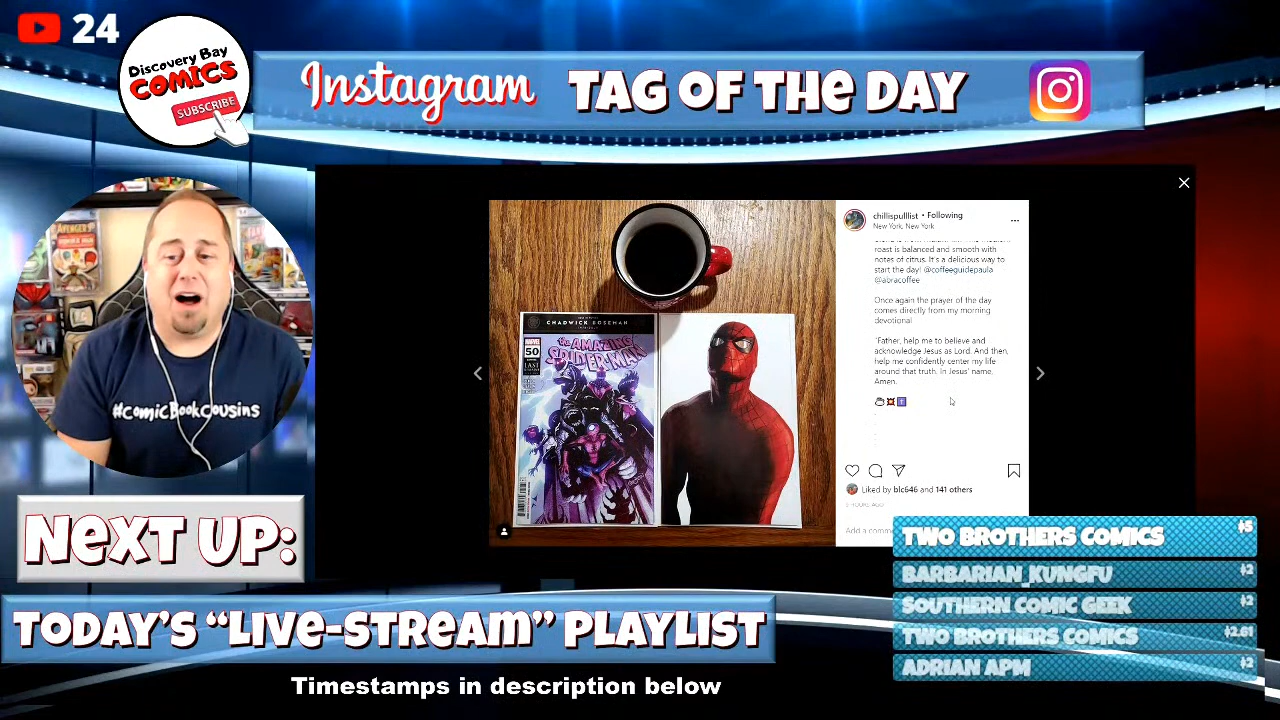 24
Discovery Bay
COMICS
SUBSCRIBE
Instagram TAG OF THE DAY
#comicBookCousins
CHADWICK BOSEMAN
MARVEL
50
THE AMAZING
SPIDER-MAN
LAST
chillispulllist • Following
New York, New York
roast is balanced and smooth with
notes of citrus. It's a delicious way to
start the day! @coffeeguidepaula
@abracoffee
Once again the prayer of the day
comes directly from my morning
devotional
"Father, help me to believe and
acknowledge Jesus as Lord. And then,
help me confidently center my life
around that truth. In Jesus' name,
Amen.
Liked by blc646 and 141 others
HOURS AGO
Add a comme
NEXT UP:
TODAY'S "LIVE-STREAM" PLAYLIST
Timestamps in description below
TWO BROTHERS COMICS $5
BARBARIAN_KUNGFU $2
SOUTHERN COMIC GEEK $2
TWO BROTHERS COMICS $2.61
ADRIAN APM $2